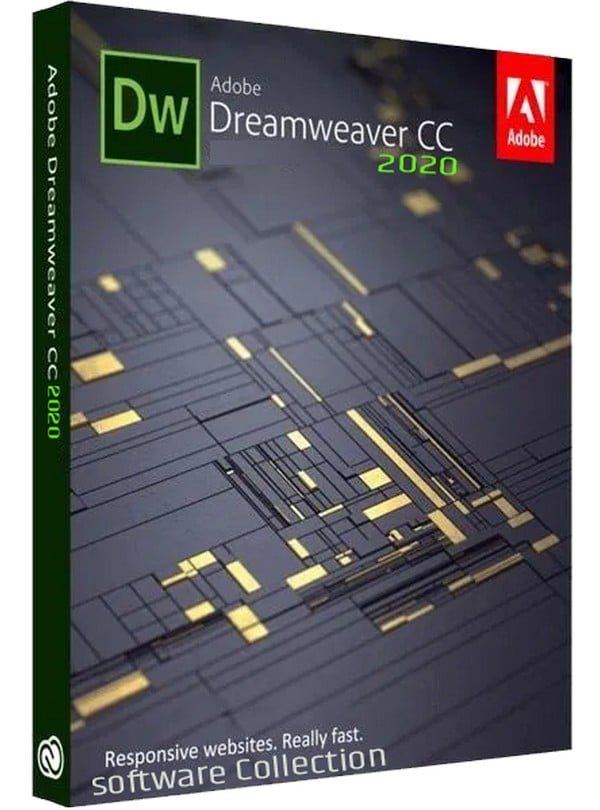 Adobe Dreamweaver CC 2020
Dw
Adobe
Dreamweaver CC
2020
Adobe
Responsive websites. Really fast.
software Collection